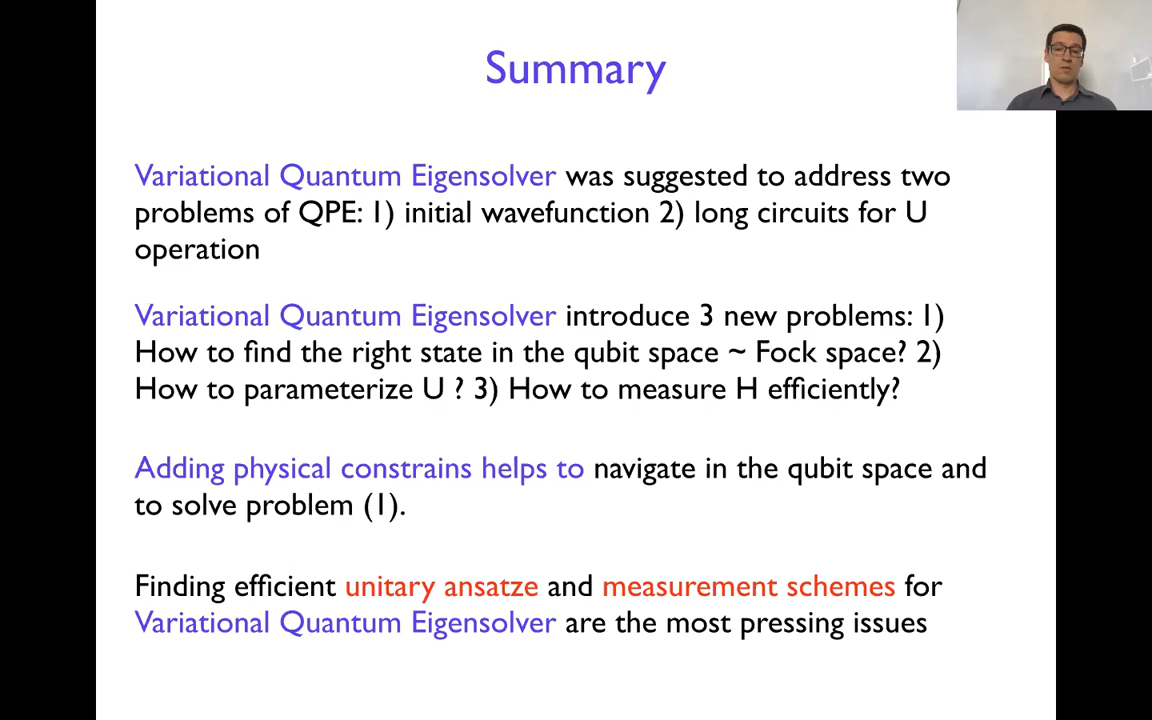 Summary
Variational Quantum Eigensolver was suggested to address two
problems of QPE: 1) initial wavefunction 2) long circuits for U
operation
Variational Quantum Eigensolver introduce 3 new problems: 1)
How to find the right state in the qubit space ~ Fock space? 2)
How to parameterize U ? 3) How to measure H efficiently?
Adding physical constrains helps to navigate in the qubit space and
to solve problem (1).
Finding efficient unitary ansatze and measurement schemes for
Variational Quantum Eigensolver are the most pressing issues